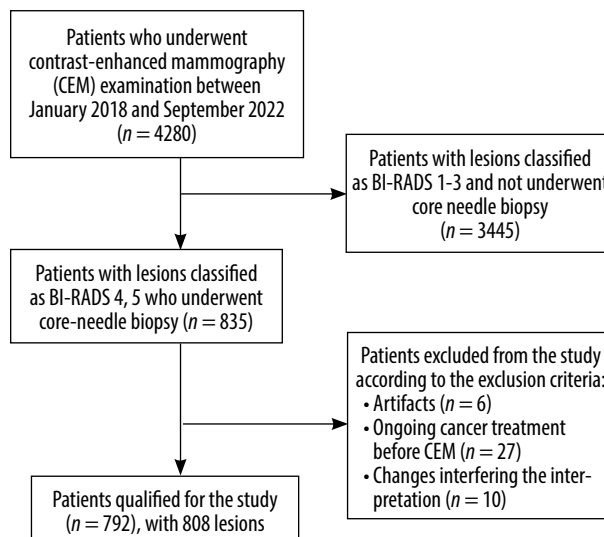 Patients who underwent
contrast-enhanced mammography
(CEM) examination between
January 2018 and September 2022
(n = 4280)
Patients with lesions classified
as BI-RADS 1-3 and not underwent
core needle biopsy
(n = 3445)
Patients with lesions classified
as BI-RADS 4, 5 who underwent
core-needle biopsy (n = 835)
Patients excluded from the study
according to the exclusion criteria:
• Artifacts (n = 6)
• Ongoing cancer treatment
before CEM (n = 27)
• Changes interfering the inter-
pretation (n = 10)
Patients qualified for the study
(n = 792), with 808 lesions